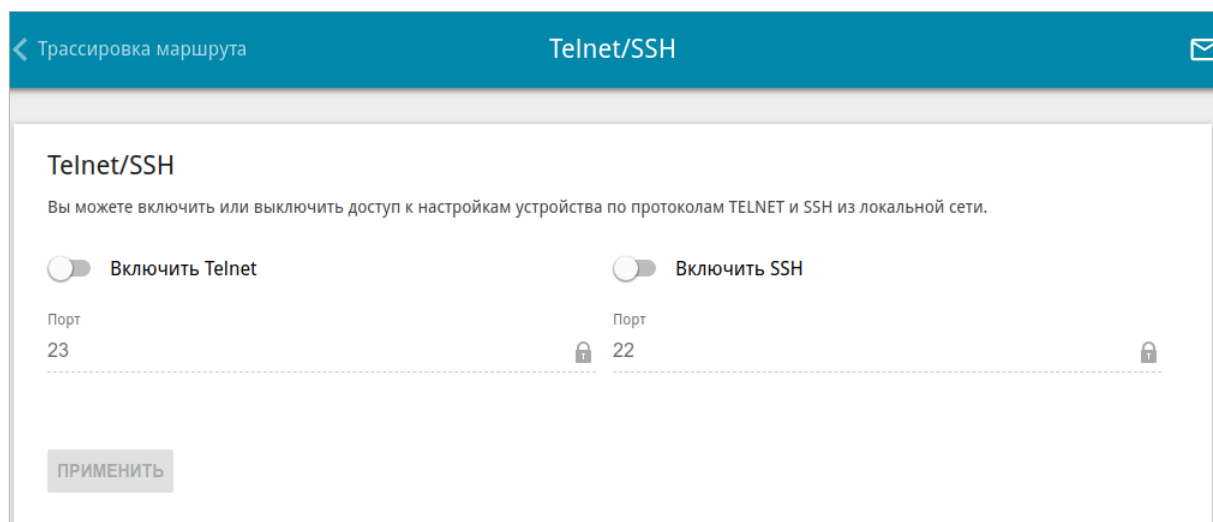 Трассировка маршрута
Telnet/SSH
Telnet/SSH
Вы можете включить или выключить доступ к настройкам устройства по протоколам TELNET и SSH из локальной сети.
Включить Telnet
Включить SSH
Порт
Порт
23
22
ПРИМЕНИТЬ